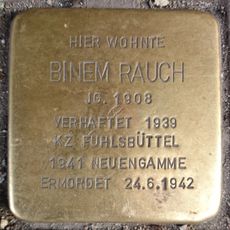 HIER WOHNTE
BINEM RAUCH
JG. 1908
VERHAFTET 1939
KZ FUHLSBÜTTEL
1941 NEUENGAMME
ERMORDET 24.6.1942